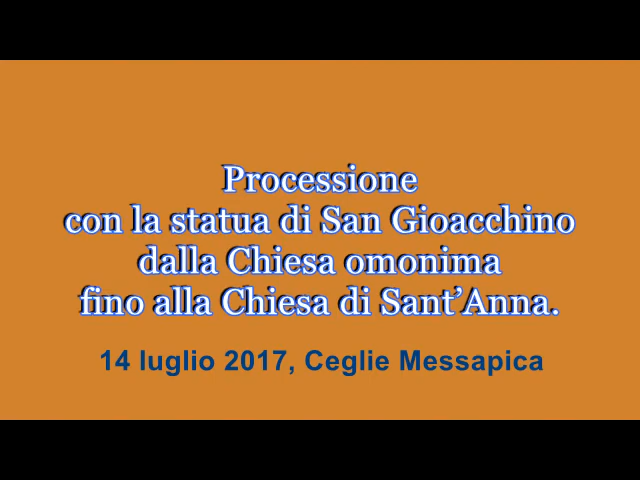 Processione
con la statua di San Gioacchino
dalla Chiesa omonima
fino alla Chiesa di Sant’Anna.
14 luglio 2017, Ceglie Messapica